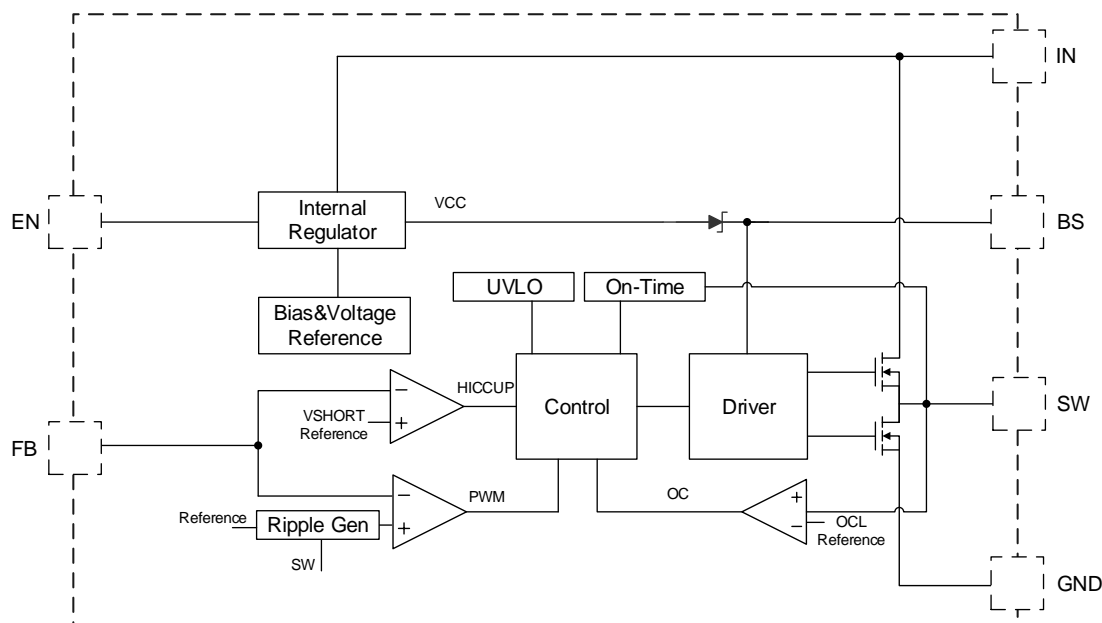 IN
Internal
Regulator
VCC
EN
BS
UVLO
On-Time
Bias&Voltage
Reference
HICCUP
−
+
VSHORT
Reference
Control
Driver
SW
FB
−
+
PWM
OC
+
−
OCL
Reference
Reference
Ripple Gen
SW
GND